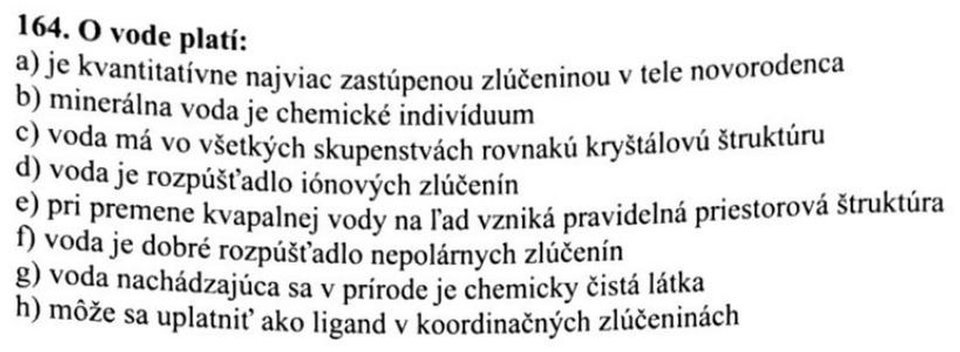 164. O vode platí:
a) je kvantitatívne najviac zastúpenou zlúčeninou v tele novorodenca
b) minerálna voda je chemické indivíduum
c) voda má vo všetkých skupenstvách rovnakú kryštálovú štruktúru
d) voda je rozpúšťadlo iónových zlúčenín
e) pri premene kvapalnej vody na ľad vzniká pravidelná priestorová štruktúra
f) voda je dobré rozpúšťadlo nepolárnych zlúčenín
g) voda nachádzajúca sa v prírode je chemicky čistá látka
h) môže sa uplatniť ako ligand v koordinačných zlúčeninách